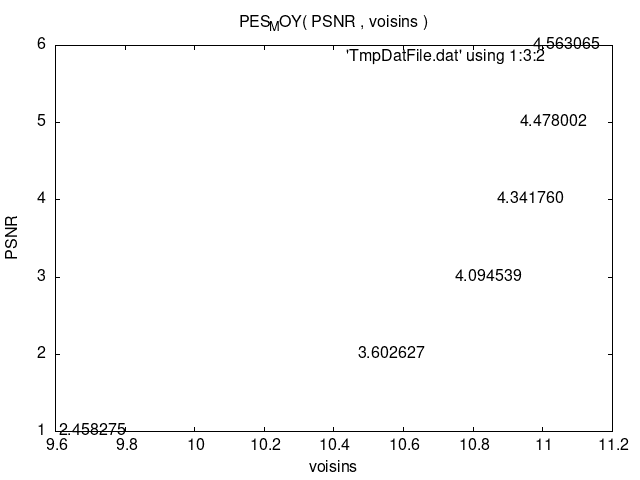 PES_MOY( PSNR , voisins )
6
4.563065
'TmpDatFile.dat' using 1:3:2
5
4.478002
4
4.341760
PSNR
3
4.094539
2
3.602627
1
2.458275
9.6 9.8 10 10.2 10.4 10.6 10.8 11 11.2
voisins